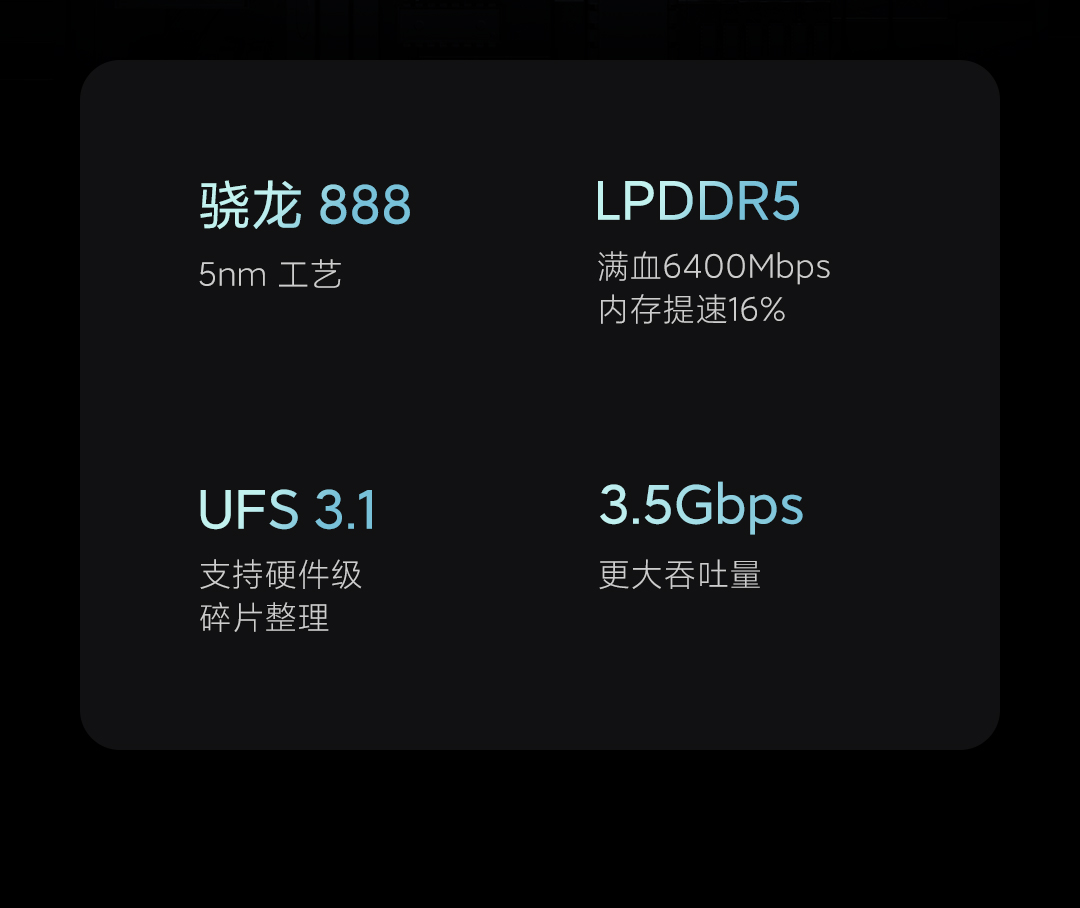 骁龙 888
5nm 工艺
LPDDR5
满血6400Mbps
内存提速16%
UFS 3.1
支持硬件级
碎片整理
3.5Gbps
更大吞吐量